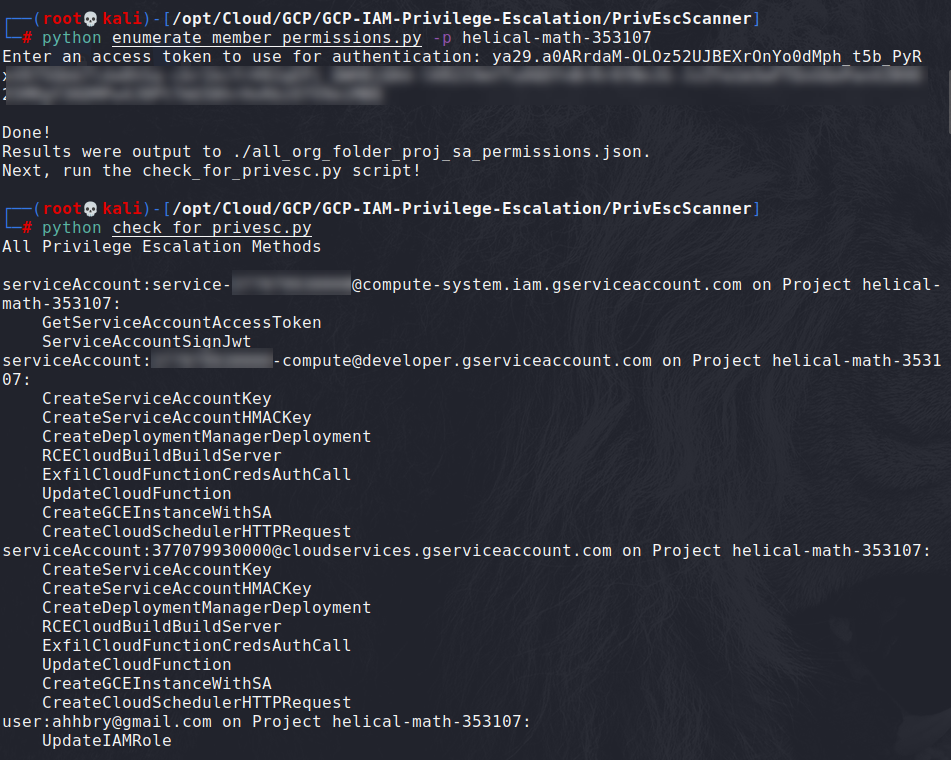 ┌──(root💀kali)-[/opt/Cloud/GCP/GCP-IAM-Privilege-Escalation/PrivEscScanner]
└─# python enumerate_member_permissions.py -p helical-math-353107
Enter an access token to use for authentication: ya29.a0ARrdaM-OLOz52UJBEXrOnYo0dMph_t5b_PyR

Done!
Results were output to ./all_org_folder_proj_sa_permissions.json.
Next, run the check_for_privesc.py script!

┌──(root💀kali)-[/opt/Cloud/GCP/GCP-IAM-Privilege-Escalation/PrivEscScanner]
└─# python check_for_privesc.py
All Privilege Escalation Methods

serviceAccount:service-@compute-system.iam.gserviceaccount.com on Project helical-
math-353107:
    GetServiceAccountAccessToken
    ServiceAccountSignJwt
serviceAccount:-compute@developer.gserviceaccount.com on Project helical-math-3531
07:
    CreateServiceAccountKey
    CreateServiceAccountHMACKey
    CreateDeploymentManagerDeployment
    RCECloudBuildBuildServer
    ExfilCloudFunctionCredsAuthCall
    UpdateCloudFunction
    CreateGCEInstanceWithSA
    CreateCloudSchedulerHTTPRequest
serviceAccount:377079930000@cloudservices.gserviceaccount.com on Project helical-math-353107:
    CreateServiceAccountKey
    CreateServiceAccountHMACKey
    CreateDeploymentManagerDeployment
    RCECloudBuildBuildServer
    ExfilCloudFunctionCredsAuthCall
    UpdateCloudFunction
    CreateGCEInstanceWithSA
    CreateCloudSchedulerHTTPRequest
user:ahhbry@gmail.com on Project helical-math-353107:
    UpdateIAMRole